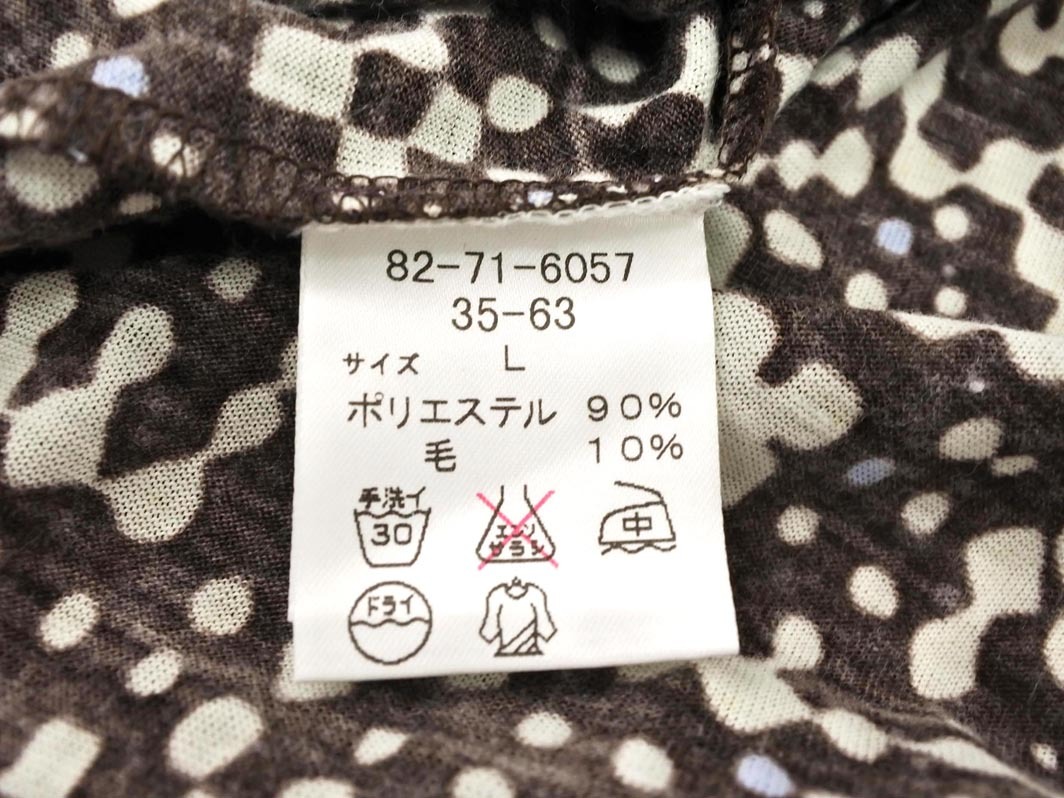 82-71-6057
35-63
サイズ L
ポリエステル 90%
毛 10%
手洗イ 30
エンソサラシ
中
ドライ